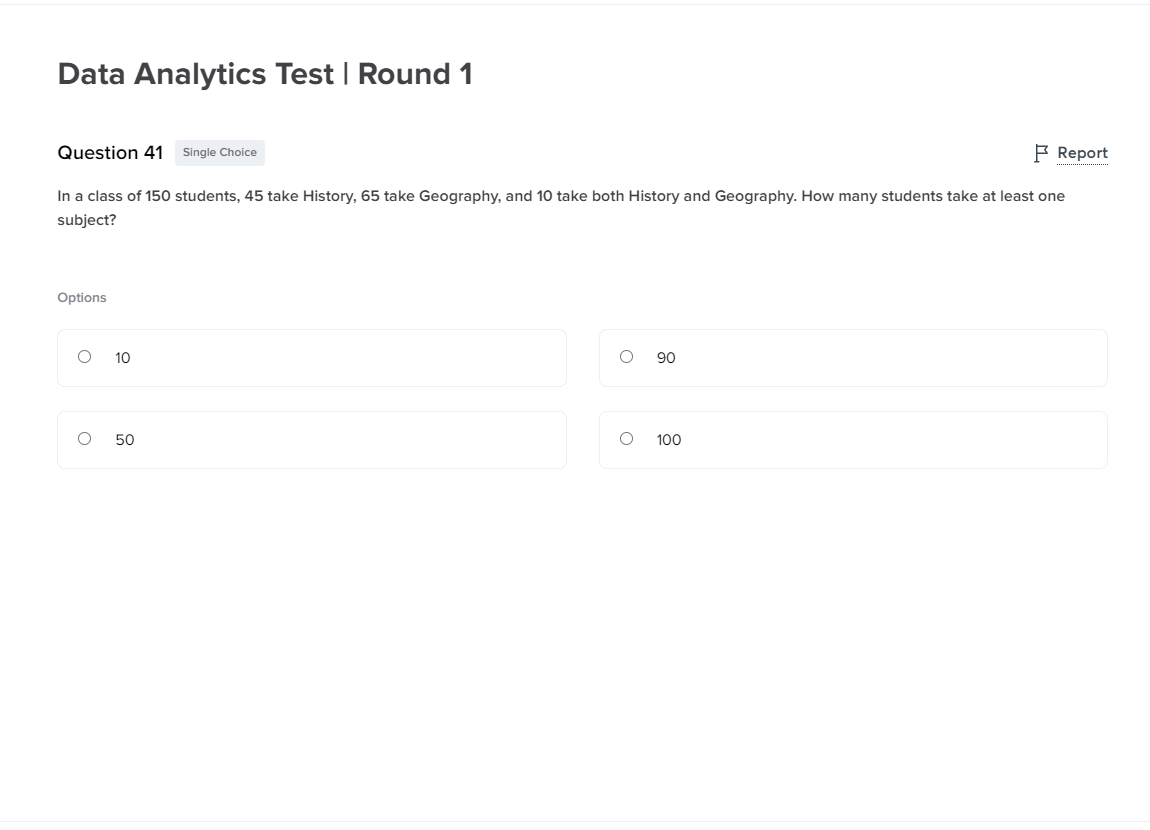 Data Analytics Test | Round 1
Question 41
Single Choice
Report
In a class of 150 students, 45 take History, 65 take Geography, and 10 take both History and Geography. How many students take at least one
subject?
Options
10
90
50
100